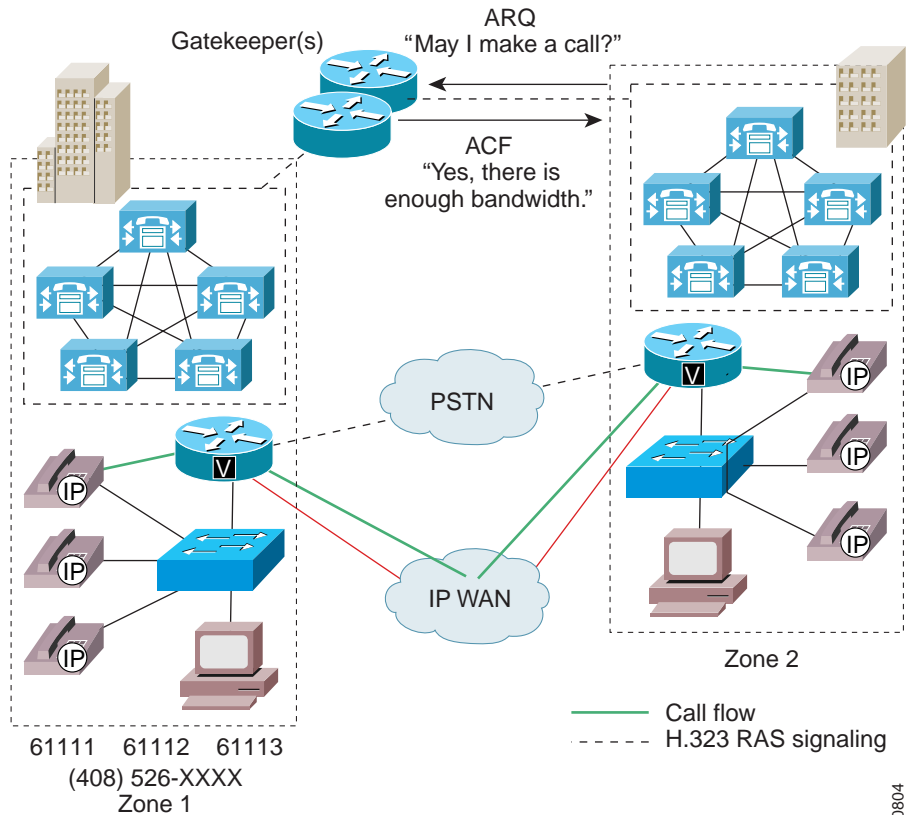 ARQ
“May I make a call?”
Gatekeeper(s)
ACF
“Yes, there is
enough bandwidth.”
V
PSTN
V
IP
IP
IP
IP
IP
IP
IP WAN
Zone 2
Call flow
H.323 RAS signaling
61111 61112 61113
(408) 526-XXXX
Zone 1